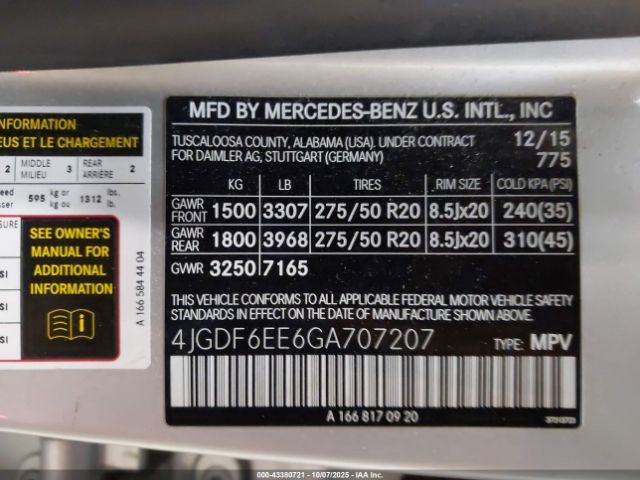 INFORMATION
EUS ET LE CHARGEMENT
2 MIDDLE MILIEU 3 REAR ARRIÈRE 2
595 kg or kg ou 1312 lbs. lb.
SEE OWNER'S
MANUAL FOR
ADDITIONAL
INFORMATION
A 166 584 44 04
MFD BY MERCEDES-BENZ U.S. INTL., INC
TUSCALOOSA COUNTY, ALABAMA (USA). UNDER CONTRACT 12/15
FOR DAIMLER AG, STUTTGART (GERMANY) 775
KG LB TIRES RIM SIZE COLD KPA (PSI)
GAWR FRONT 1500 3307 275/50 R20 8.5Jx20 240(35)
GAWR REAR 1800 3968 275/50 R20 8.5Jx20 310(45)
GVWR 3250 7165
THIS VEHICLE CONFORMS TO ALL APPLICABLE FEDERAL MOTOR VEHICLE SAFETY
STANDARDS IN EFFECT ON THE DATE OF MANUFACTURE SHOWN ABOVE.
4JGDF6EE6GA707207 TYPE: MPV
A 166 817 09 20
000-43380721 - 10/07/2025 - iaai.com